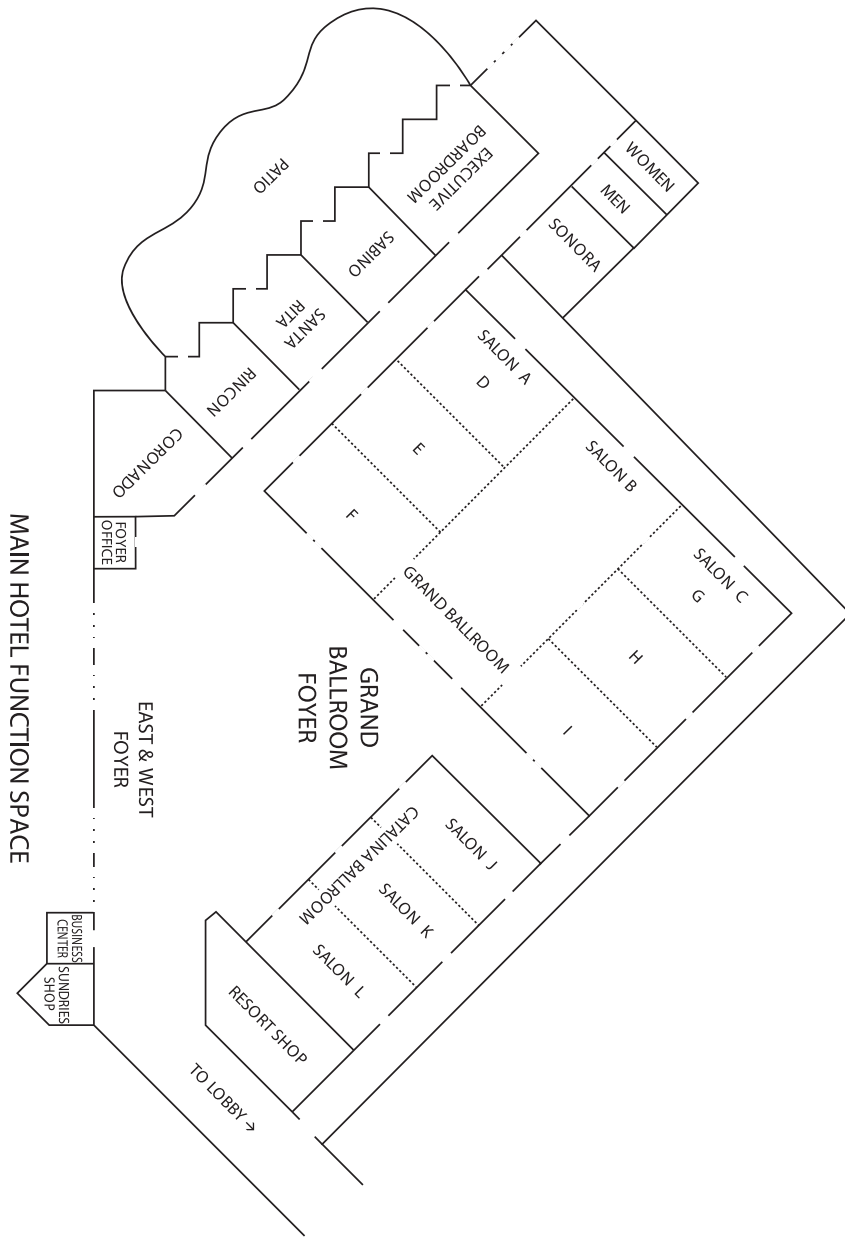 MAIN HOTEL FUNCTION SPACE
PATIO
EXECUTIVE
BOARDROOM
SABINO
SANTA
RITA
RINCON
CORONADO
FOYER
OFFICE
WOMEN
MEN
SONORA
SALON A
D
E
F
SALON B
GRAND BALLROOM
SALON C
G
H
I
GRAND
BALLROOM
FOYER
EAST & WEST
FOYER
CATALINA BALLROOM
SALON J
SALON K
SALON L
RESORT SHOP
BUSINESS
CENTER
SUNDRIES
SHOP
TO LOBBY →